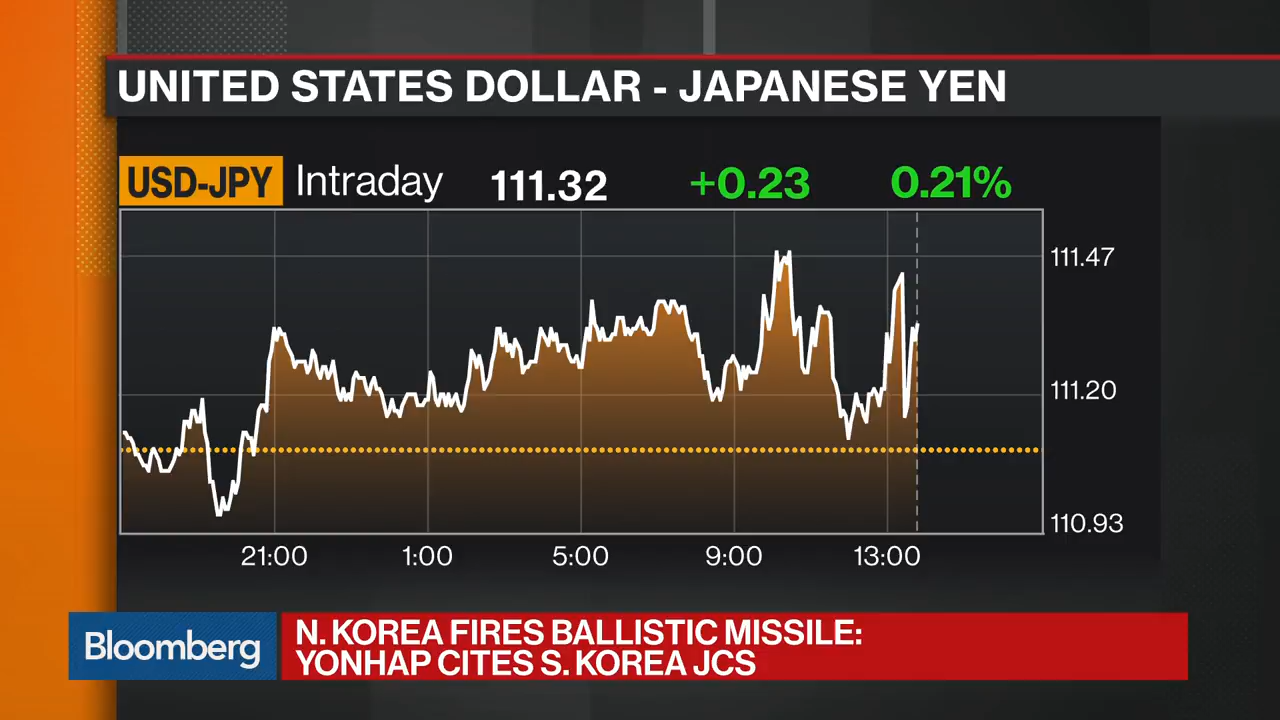 UNITED STATES DOLLAR - JAPANESE YEN
USD-JPY Intraday 111.32 +0.23 0.21%
111.47
111.20
110.93
21:00 1:00 5:00 9:00 13:00
Bloomberg
N. KOREA FIRES BALLISTIC MISSILE:
YONHAP CITES S. KOREA JCS